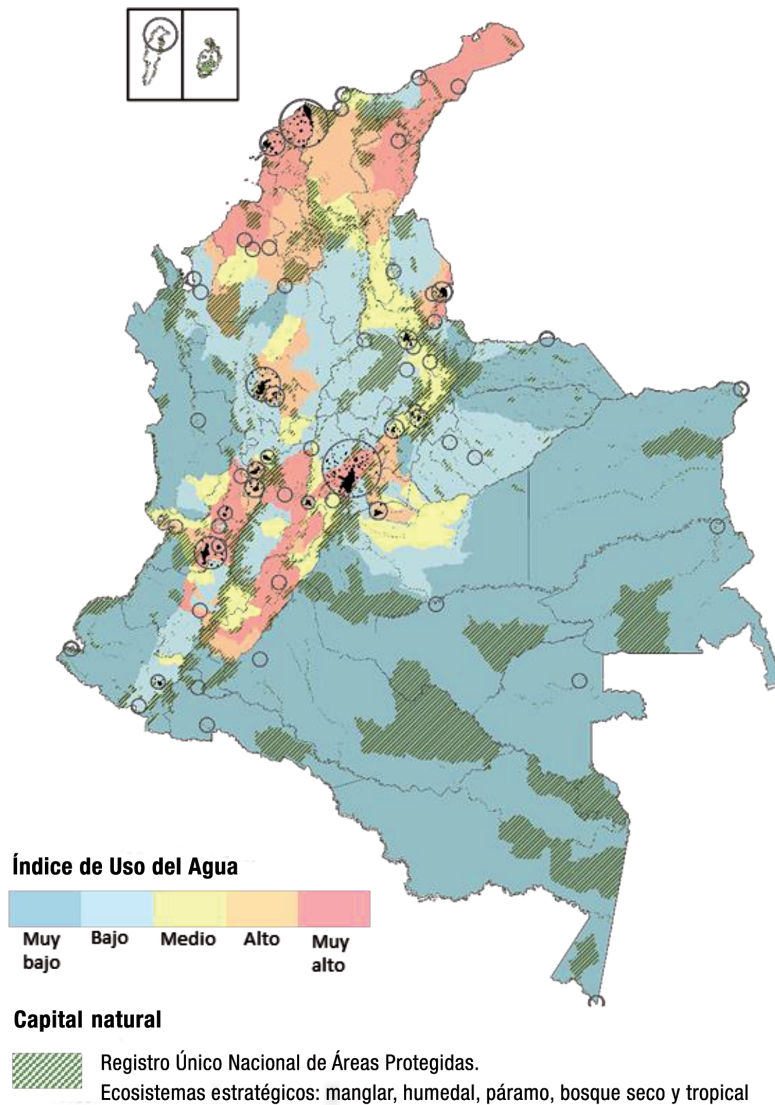 Índice de Uso del Agua
Muy bajo
Bajo
Medio
Alto
Muy alto
Capital natural
Registro Único Nacional de Áreas Protegidas.
Ecosistemas estratégicos: manglar, humedal, páramo, bosque seco y tropical